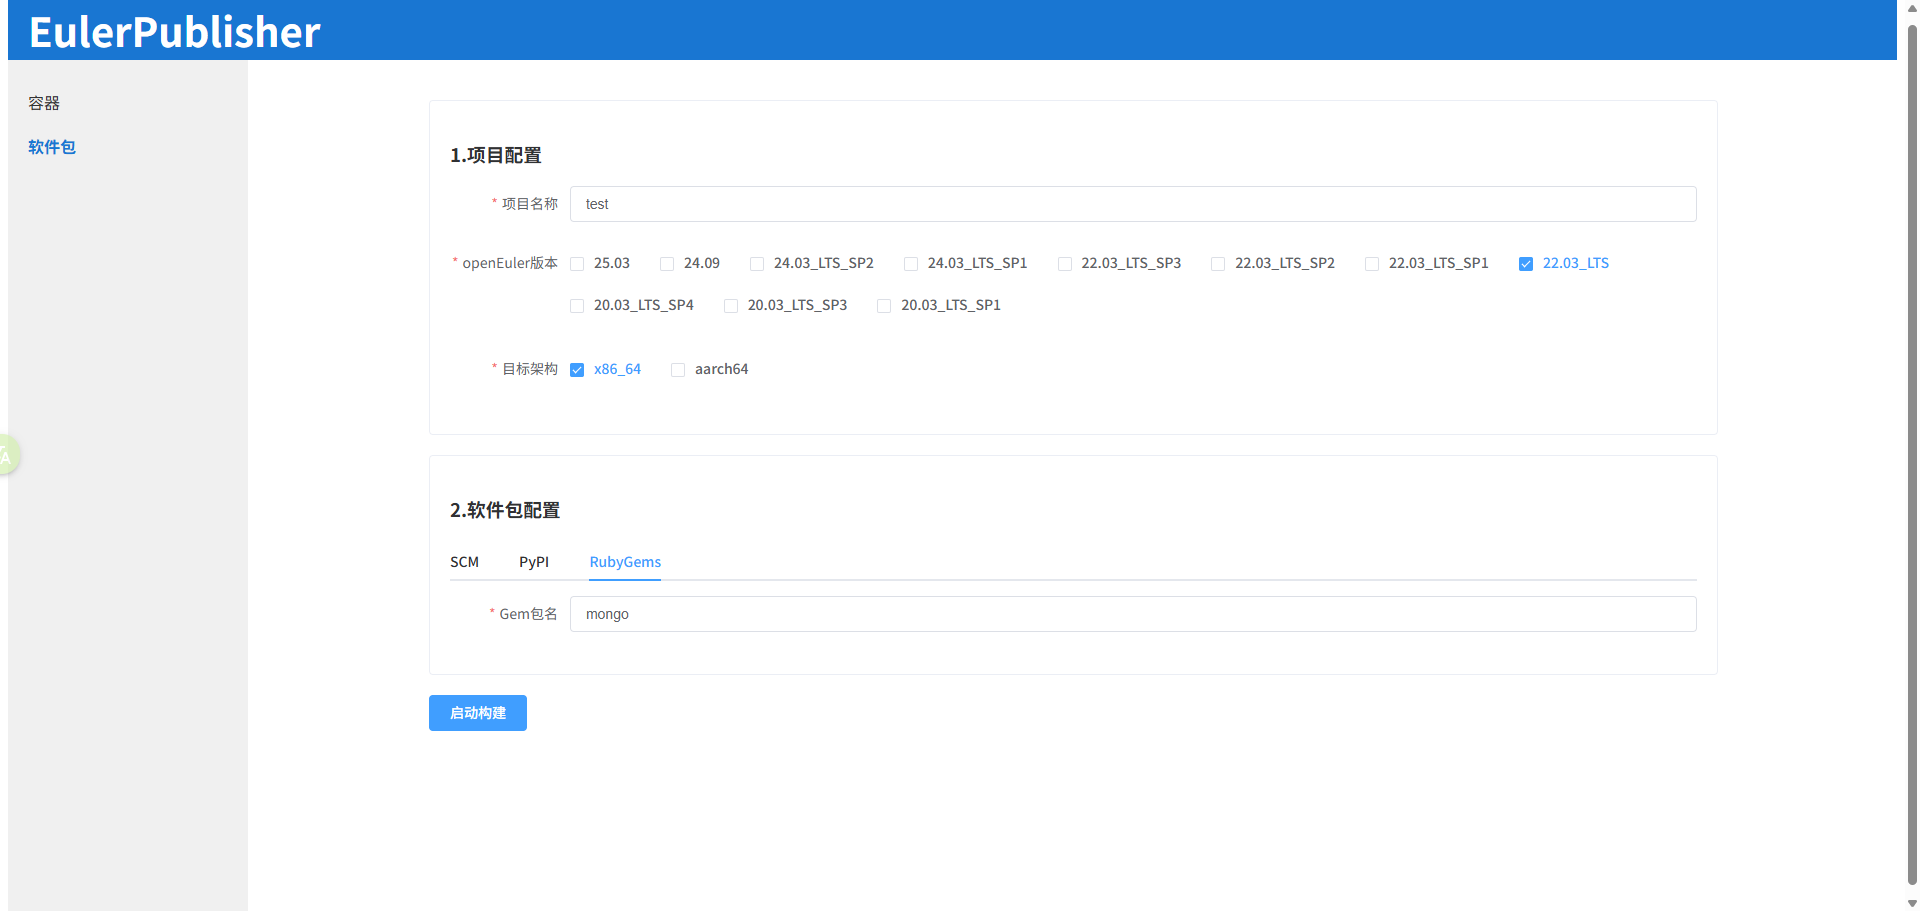 EulerPublisher
容器
软件包
1.项目配置
* 项目名称 test
* openEuler版本 25.03 24.09 24.03_LTS_SP2 24.03_LTS_SP1 22.03_LTS_SP3 22.03_LTS_SP2 22.03_LTS_SP1 22.03_LTS
20.03_LTS_SP4 20.03_LTS_SP3 20.03_LTS_SP1
* 目标架构 x86_64 aarch64
2.软件包配置
SCM PyPI RubyGems
* Gem包名 mongo
启动构建